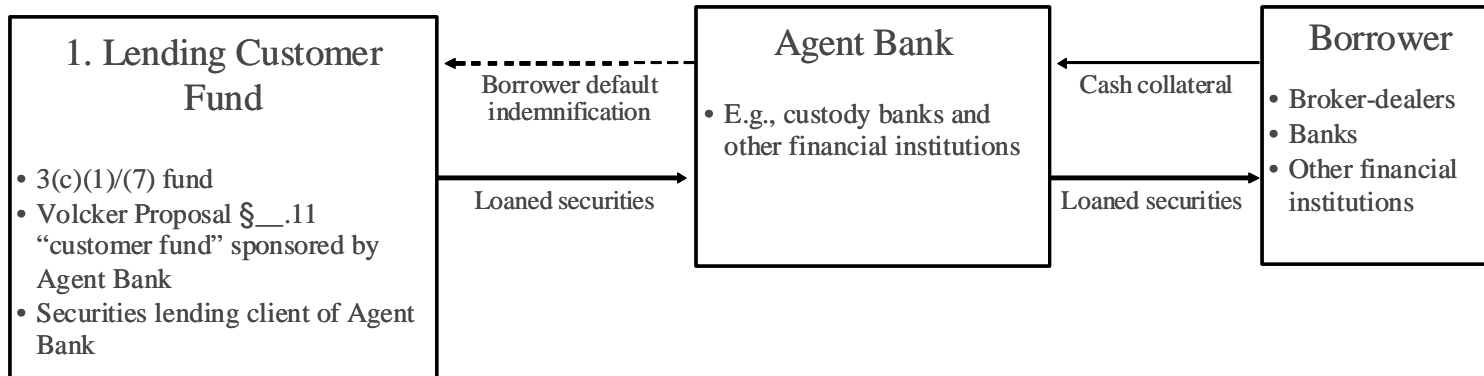 1. Lending Customer
Fund
• 3(c)(1)/(7) fund
• Volcker Proposal §__.11
“customer fund” sponsored by
Agent Bank
• Securities lending client of Agent
Bank
Borrower default
indemnification
Loaned securities
Agent Bank
• E.g., custody banks and
other financial institutions
Cash collateral
Loaned securities
Borrower
• Broker-dealers
• Banks
• Other financial
institutions